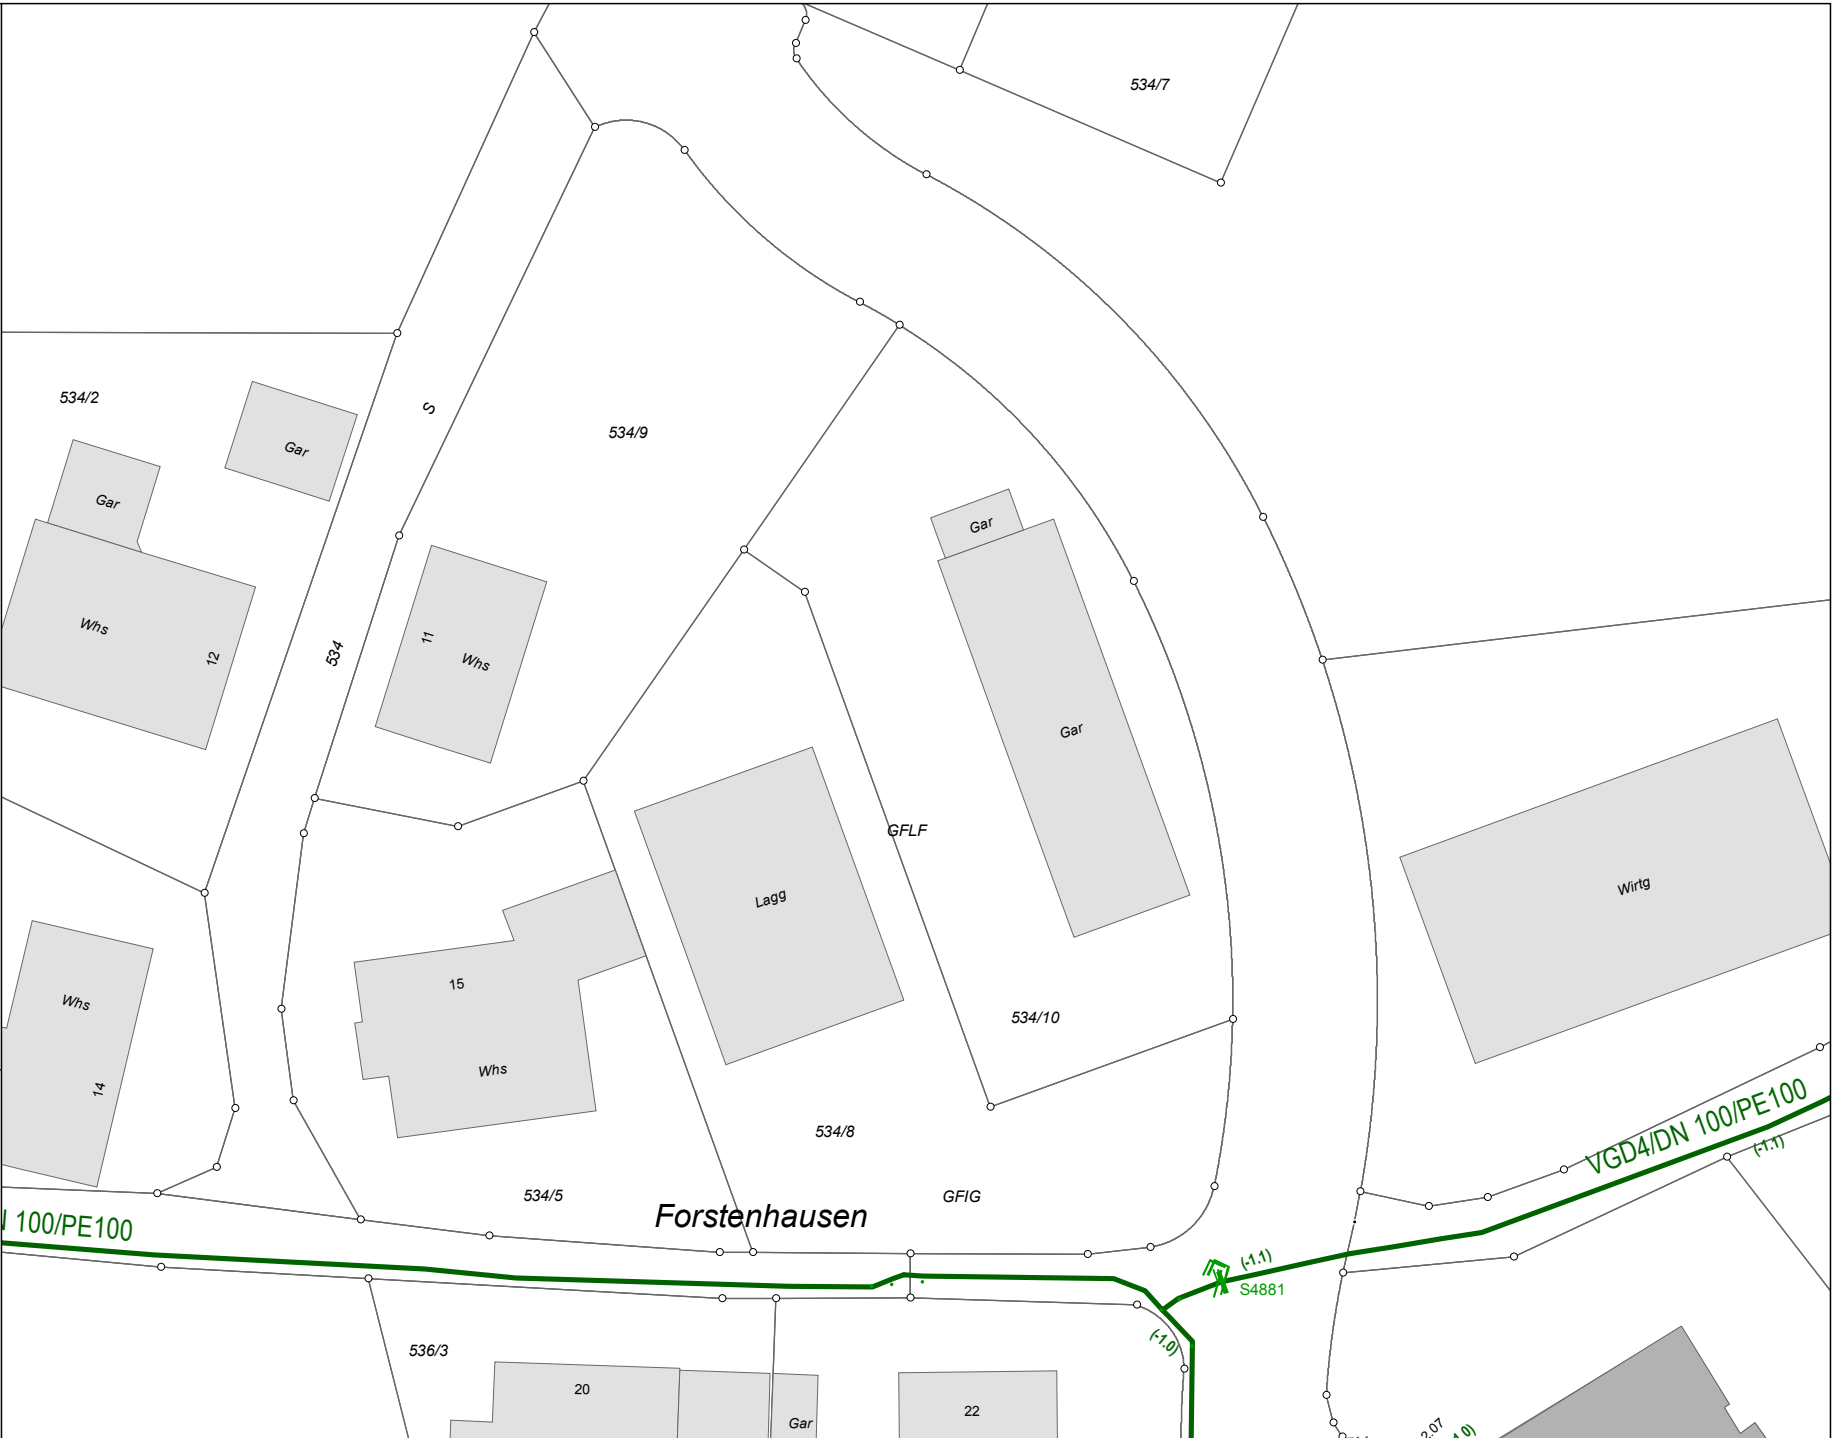 534/7
534/2
S
534/9
Gar
Gar
Gar
Whs
12
534
11
Whs
Gar
GFLF
Lagg
Wirtg
15
Whs
14
534/10
Whs
534/8
VGD4/DN 100/PE100
(-1.1)
534/5
GFIG
Forstenhausen
100/PE100
(-1.1)
S4881
(-1.0)
536/3
20
Gar
22
2.07